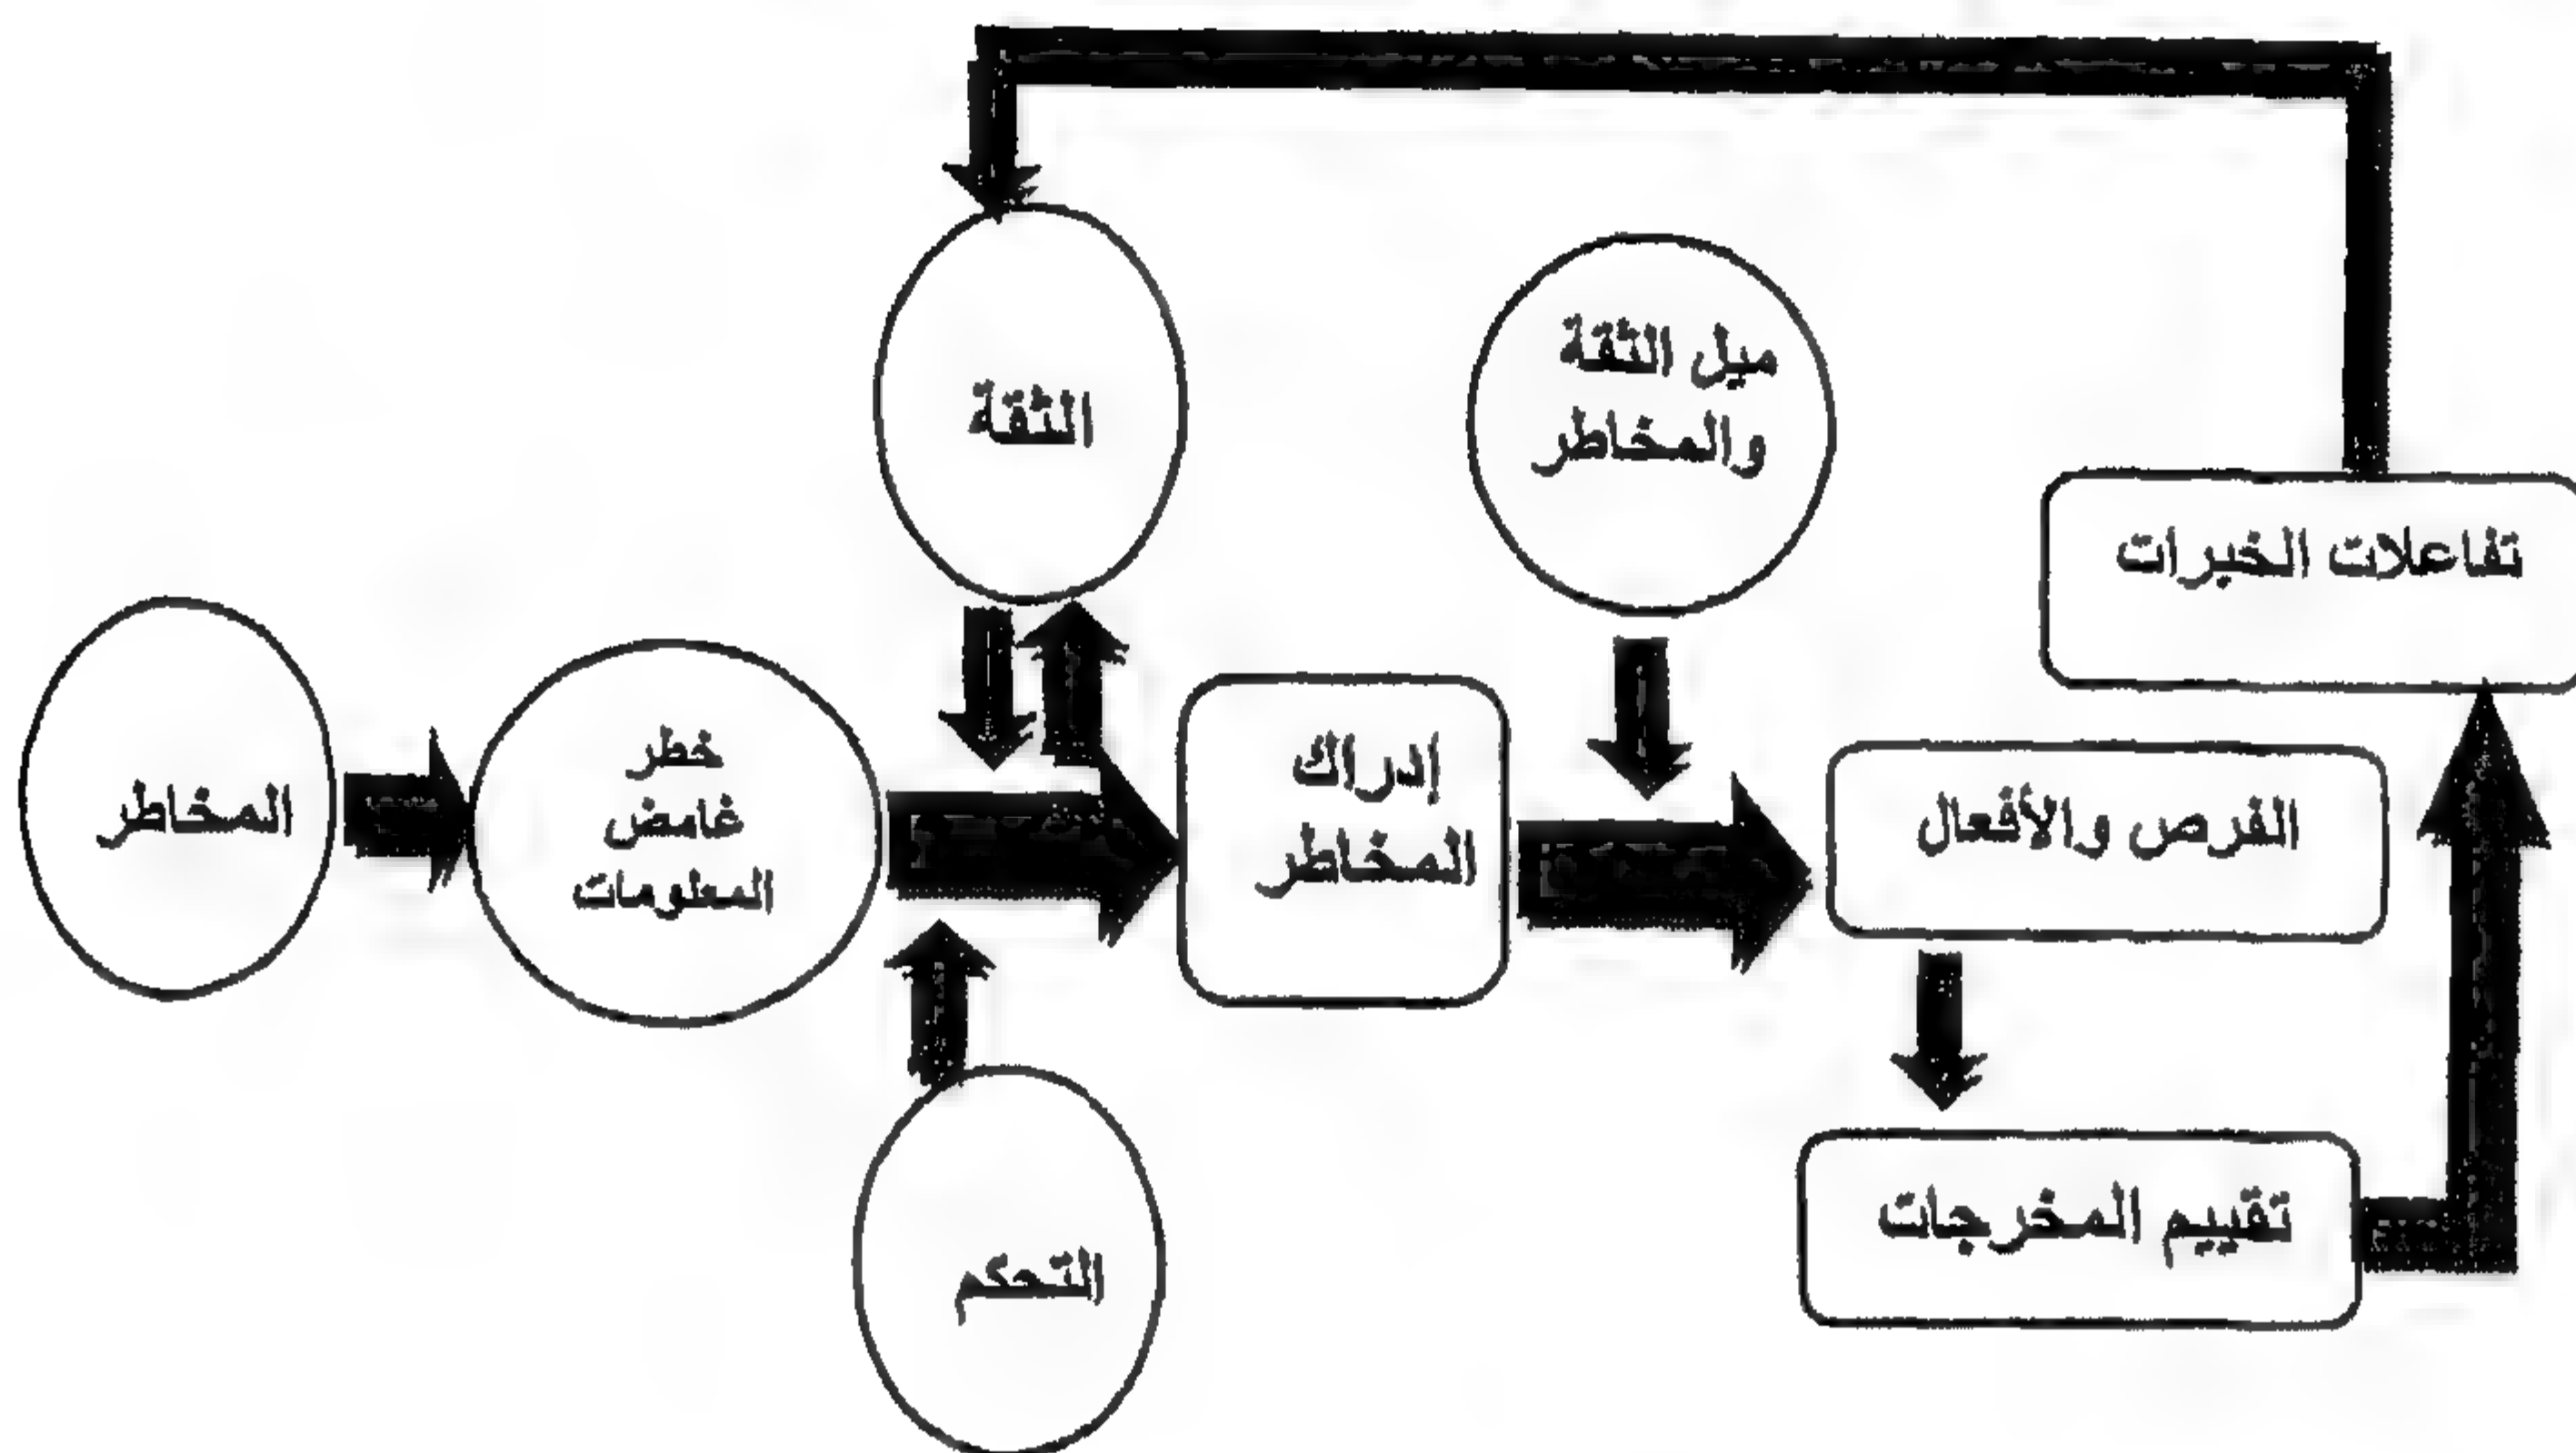 الثقة
ميل الثقة
والمخاطر
تفاعلات الخبرات
المخاطر
خطر
غامض
المعلومات
إدراك
المخاطر
الفرص والأفعال
تقييم المخرجات
التحكم